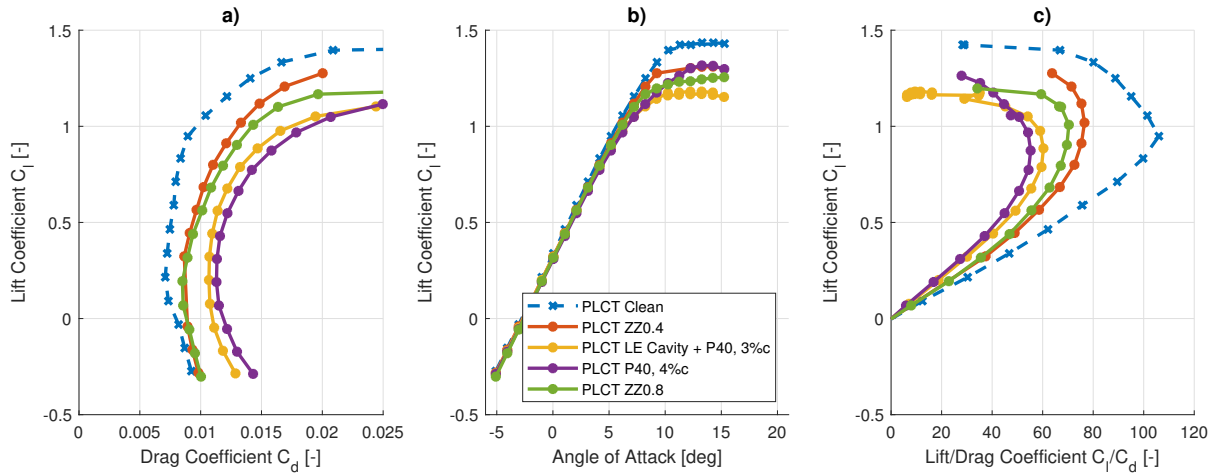 a)
1.5
1
0.5
0
-0.5
0
0.005
0.01
0.015
0.02
0.025
Lift Coefficient C_l [-]
Drag Coefficient C_d [-]
b)
1.5
1
0.5
0
-0.5
-5
0
5
10
15
20
Lift Coefficient C_l [-]
Angle of Attack [deg]
PLCT Clean
PLCT ZZ0.4
PLCT LE Cavity + P40, 3%c
PLCT P40, 4%c
PLCT ZZ0.8
c)
1.5
1
0.5
0
-0.5
0
20
40
60
80
100
120
Lift Coefficient C_l [-]
Lift/Drag Coefficient C_l/C_d [-]